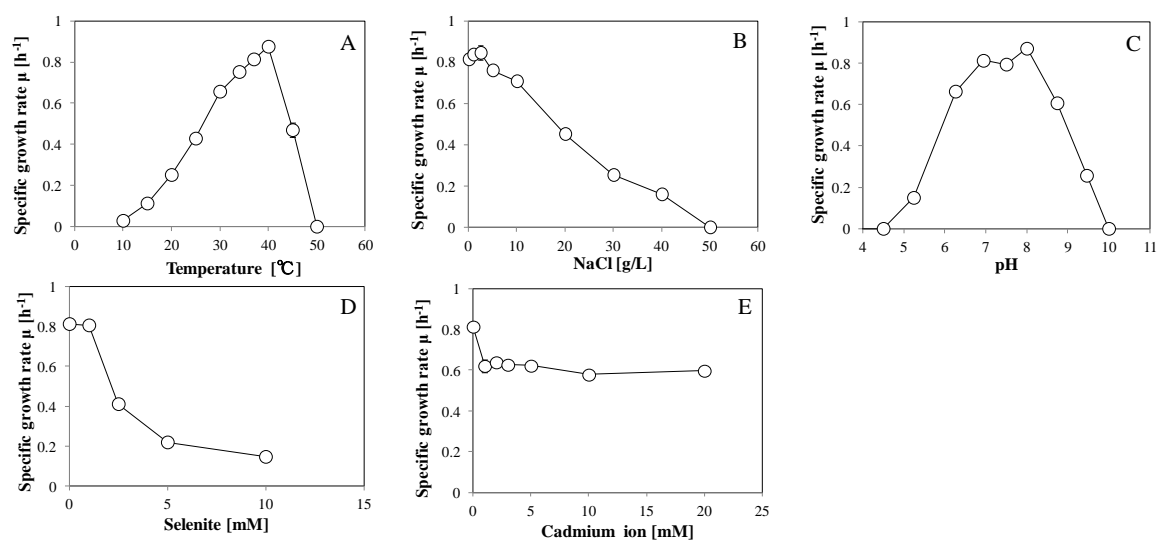 A
Specific growth rate μ [h⁻¹]
1
0.8
0.6
0.4
0.2
0
0 10 20 30 40 50 60
Temperature [℃]
B
Specific growth rate μ [h⁻¹]
1
0.8
0.6
0.4
0.2
0
0 10 20 30 40 50 60
NaCl [g/L]
C
Specific growth rate μ [h⁻¹]
1
0.8
0.6
0.4
0.2
0
4 5 6 7 8 9 10 11
pH
D
Specific growth rate μ [h⁻¹]
1
0.8
0.6
0.4
0.2
0
0 5 10 15
Selenite [mM]
E
Specific growth rate μ [h⁻¹]
1
0.8
0.6
0.4
0.2
0
0 5 10 15 20 25
Cadmium ion [mM]